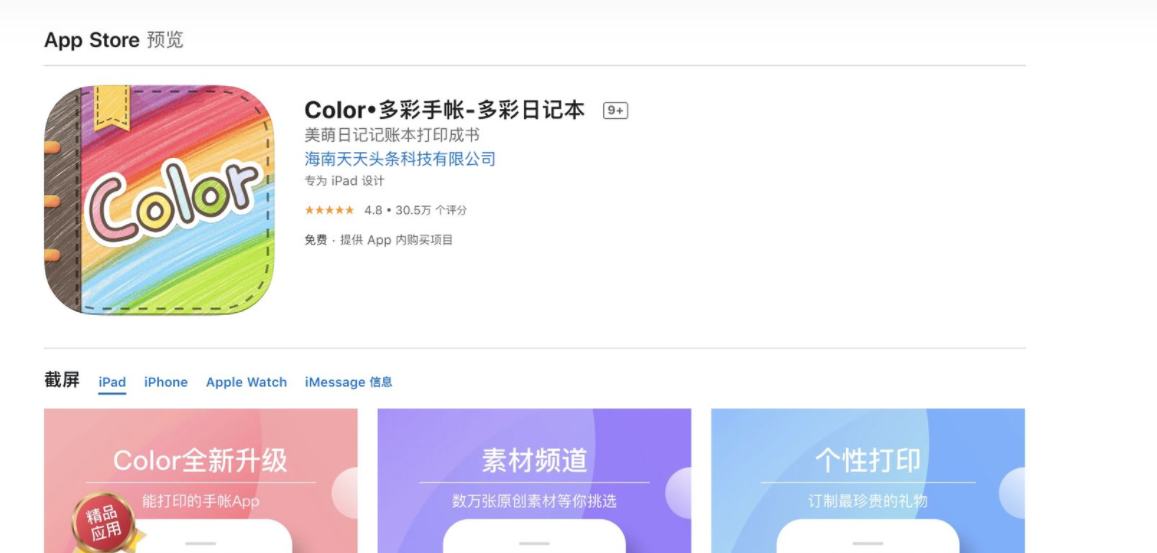 App Store 预览
Color
Color•多彩手帐-多彩日记本 9+
美萌日记记账本打印成书
海南天天头条科技有限公司
专为 iPad 设计
★★★★★ 4.8 • 30.5万 个评分
免费 · 提供 App 内购买项目
截屏 iPad iPhone Apple Watch iMessage 信息
Color全新升级
能打印的手帐App
精品
应用
素材频道
数万张原创素材等你挑选
个性打印
订制最珍贵的礼物